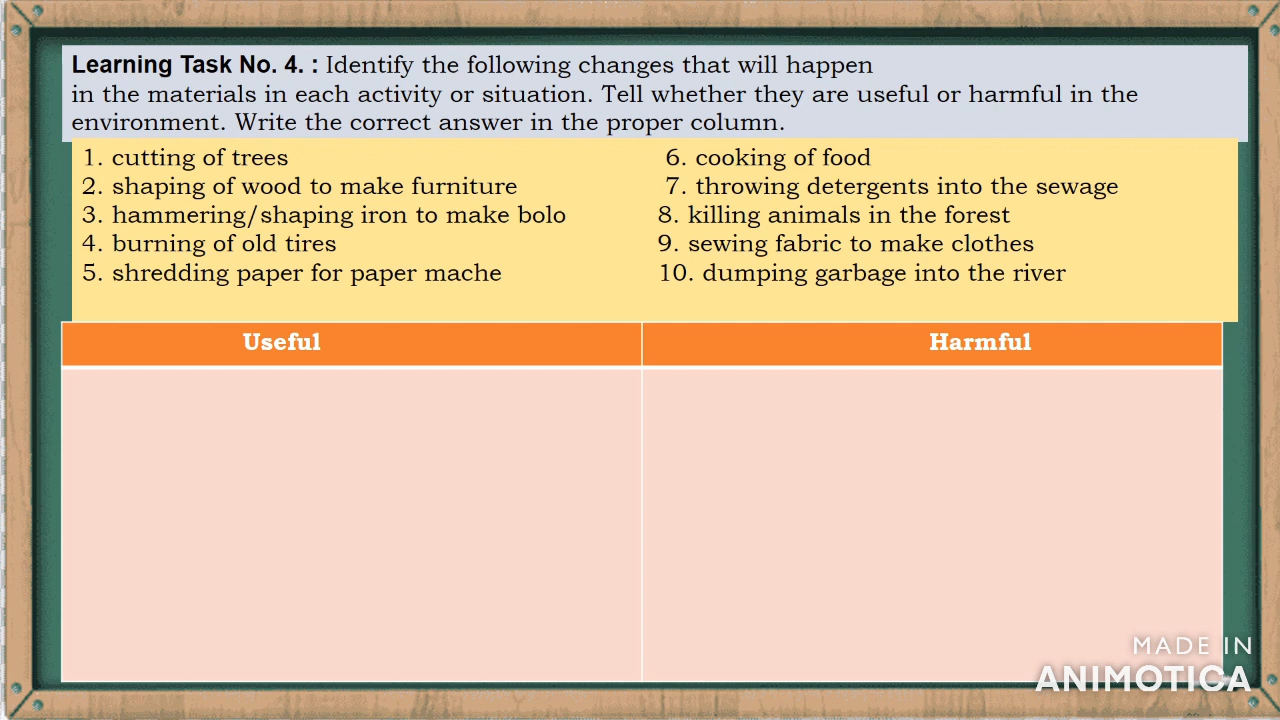 Learning Task No. 4. : Identify the following changes that will happen
in the materials in each activity or situation. Tell whether they are useful or harmful in the
environment. Write the correct answer in the proper column.
1. cutting of trees
2. shaping of wood to make furniture
3. hammering/shaping iron to make bolo
4. burning of old tires
5. shredding paper for paper mache
6. cooking of food
7. throwing detergents into the sewage
8. killing animals in the forest
9. sewing fabric to make clothes
10. dumping garbage into the river
Useful
Harmful
MADE IN
ANIMOTICA